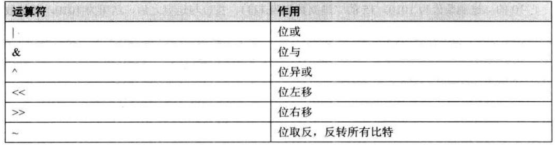 运算符 作用
| 位或
& 位与
^ 位异或
<< 位左移
>> 位右移
~ 位取反，反转所有比特